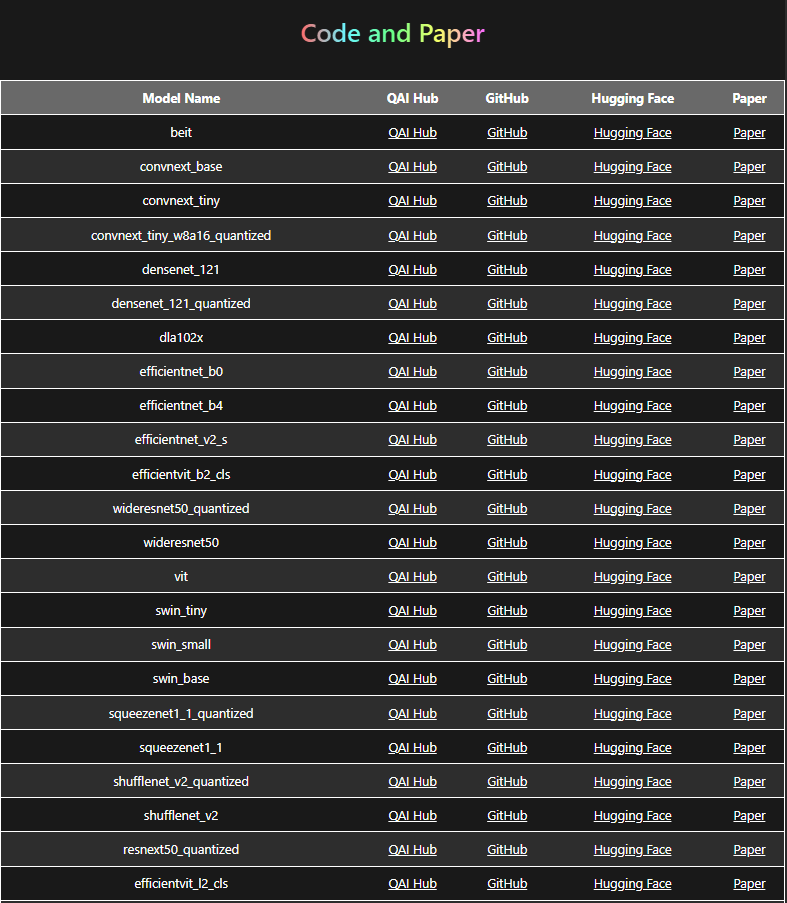 Code and Paper
Model Name QAI Hub GitHub Hugging Face Paper
beit QAI Hub GitHub Hugging Face Paper
convnext_base QAI Hub GitHub Hugging Face Paper
convnext_tiny QAI Hub GitHub Hugging Face Paper
convnext_tiny_w8a16_quantized QAI Hub GitHub Hugging Face Paper
densenet_121 QAI Hub GitHub Hugging Face Paper
densenet_121_quantized QAI Hub GitHub Hugging Face Paper
dla102x QAI Hub GitHub Hugging Face Paper
efficientnet_b0 QAI Hub GitHub Hugging Face Paper
efficientnet_b4 QAI Hub GitHub Hugging Face Paper
efficientnet_v2_s QAI Hub GitHub Hugging Face Paper
efficientvit_b2_cls QAI Hub GitHub Hugging Face Paper
wideresnet50_quantized QAI Hub GitHub Hugging Face Paper
wideresnet50 QAI Hub GitHub Hugging Face Paper
vit QAI Hub GitHub Hugging Face Paper
swin_tiny QAI Hub GitHub Hugging Face Paper
swin_small QAI Hub GitHub Hugging Face Paper
swin_base QAI Hub GitHub Hugging Face Paper
squeezenet1_1_quantized QAI Hub GitHub Hugging Face Paper
squeezenet1_1 QAI Hub GitHub Hugging Face Paper
shufflenet_v2_quantized QAI Hub GitHub Hugging Face Paper
shufflenet_v2 QAI Hub GitHub Hugging Face Paper
resnext50_quantized QAI Hub GitHub Hugging Face Paper
efficientvit_l2_cls QAI Hub GitHub Hugging Face Paper